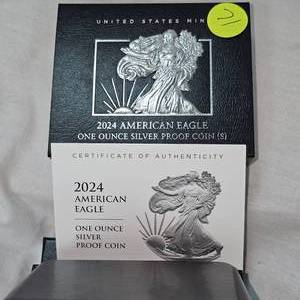 UNITED STATES MINT
2024 AMERICAN EAGLE
ONE OUNCE SILVER PROOF COIN (S)
CERTIFICATE OF AUTHENTICITY
2024
AMERICAN
EAGLE
ONE OUNCE
SILVER
PROOF COIN